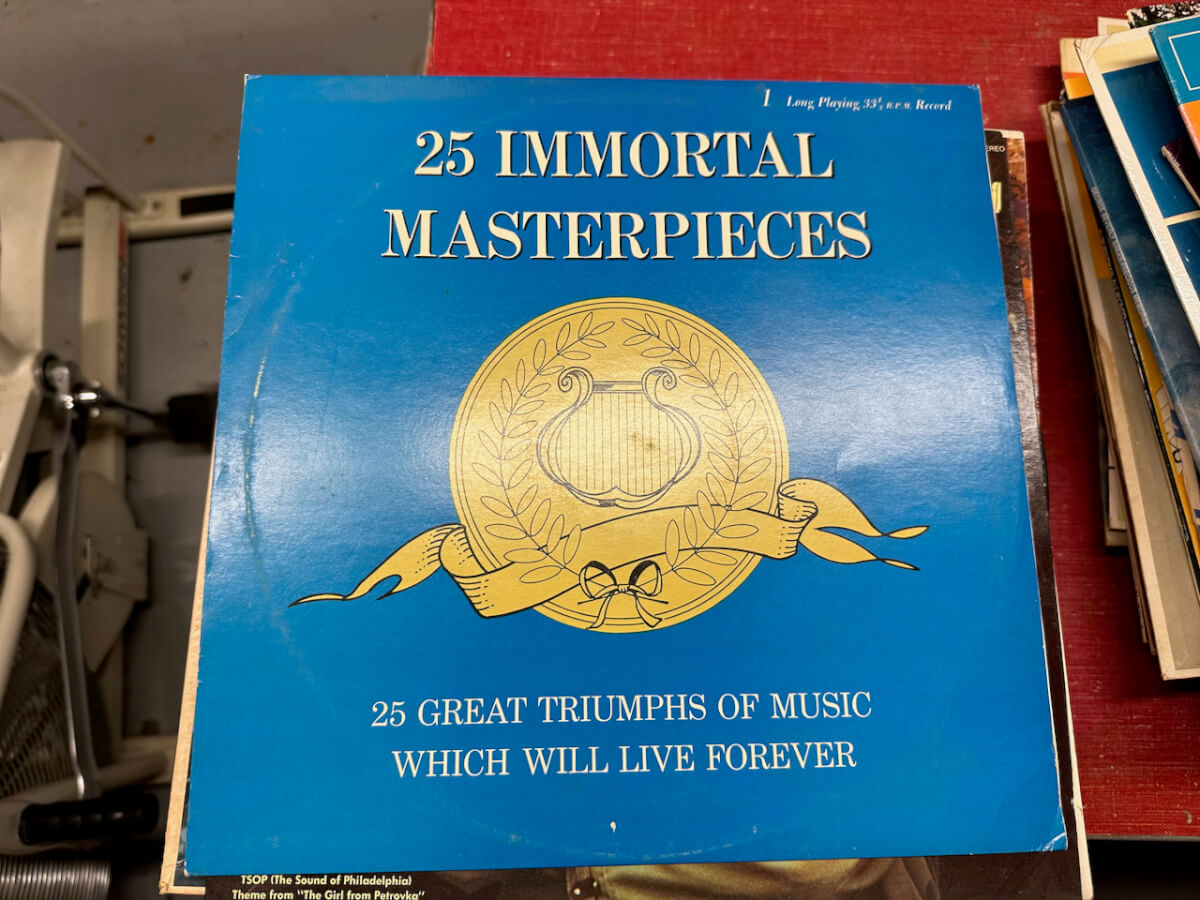 1 Long Playing 33⅓ R.P.M. Record
25 IMMORTAL
MASTERPIECES
25 GREAT TRIUMPHS OF MUSIC
WHICH WILL LIVE FOREVER
EREO
TSOP (The Sound of Philadelphia)
Theme from "The Girl from Petrovka"